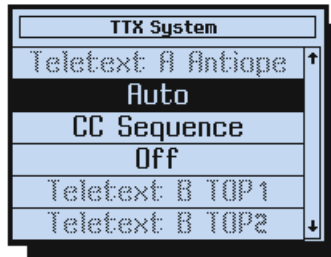 TTX System
Teletext A Antiope
Auto
CC Sequence
Off
Teletext B TOP1
Teletext B TOP2